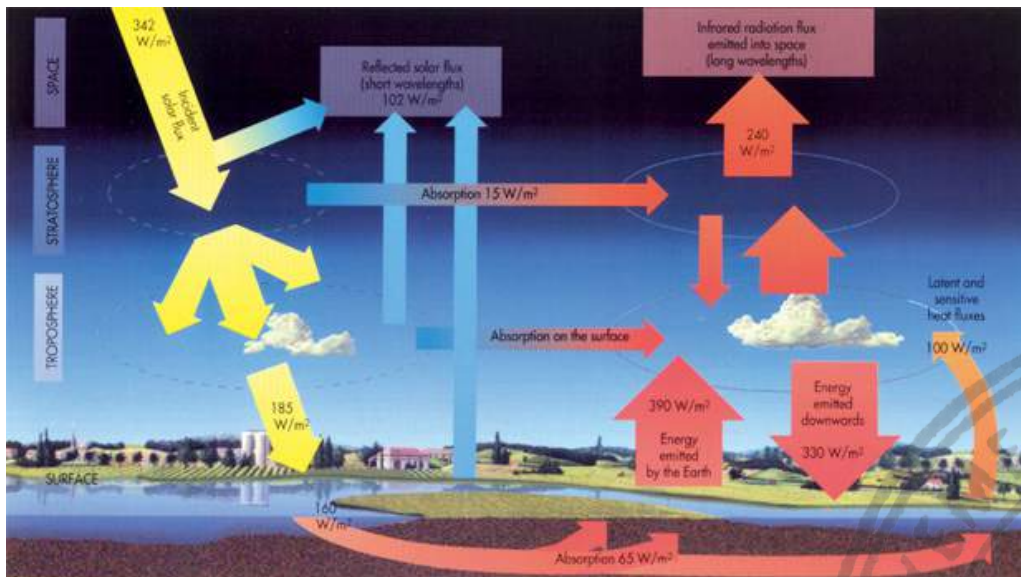 342
W/m²
Incident
solar flux
Reflected solar flux
(short wavelengths)
102 W/m²
Infrared radiation flux
emitted into space
(long wavelengths)
SPACE
240
W/m²
STRATOSPHERE
Absorption 15 W/m²
TROPOSPHERE
Latent and
sensitive
heat fluxes
100 W/m²
Absorption on the surface
185
W/m²
390 W/m²
Energy
emitted
by the Earth
Energy
emitted
downwards
330 W/m²
SURFACE
160
W/m²
Absorption 65 W/m²